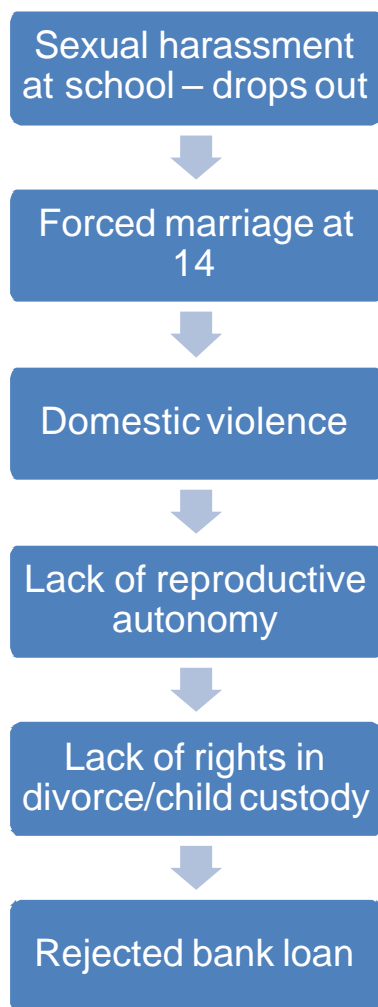 Sexual harassment
at school – drops out
Forced marriage at
14
Domestic violence
Lack of reproductive
autonomy
Lack of rights in
divorce/child custody
Rejected bank loan